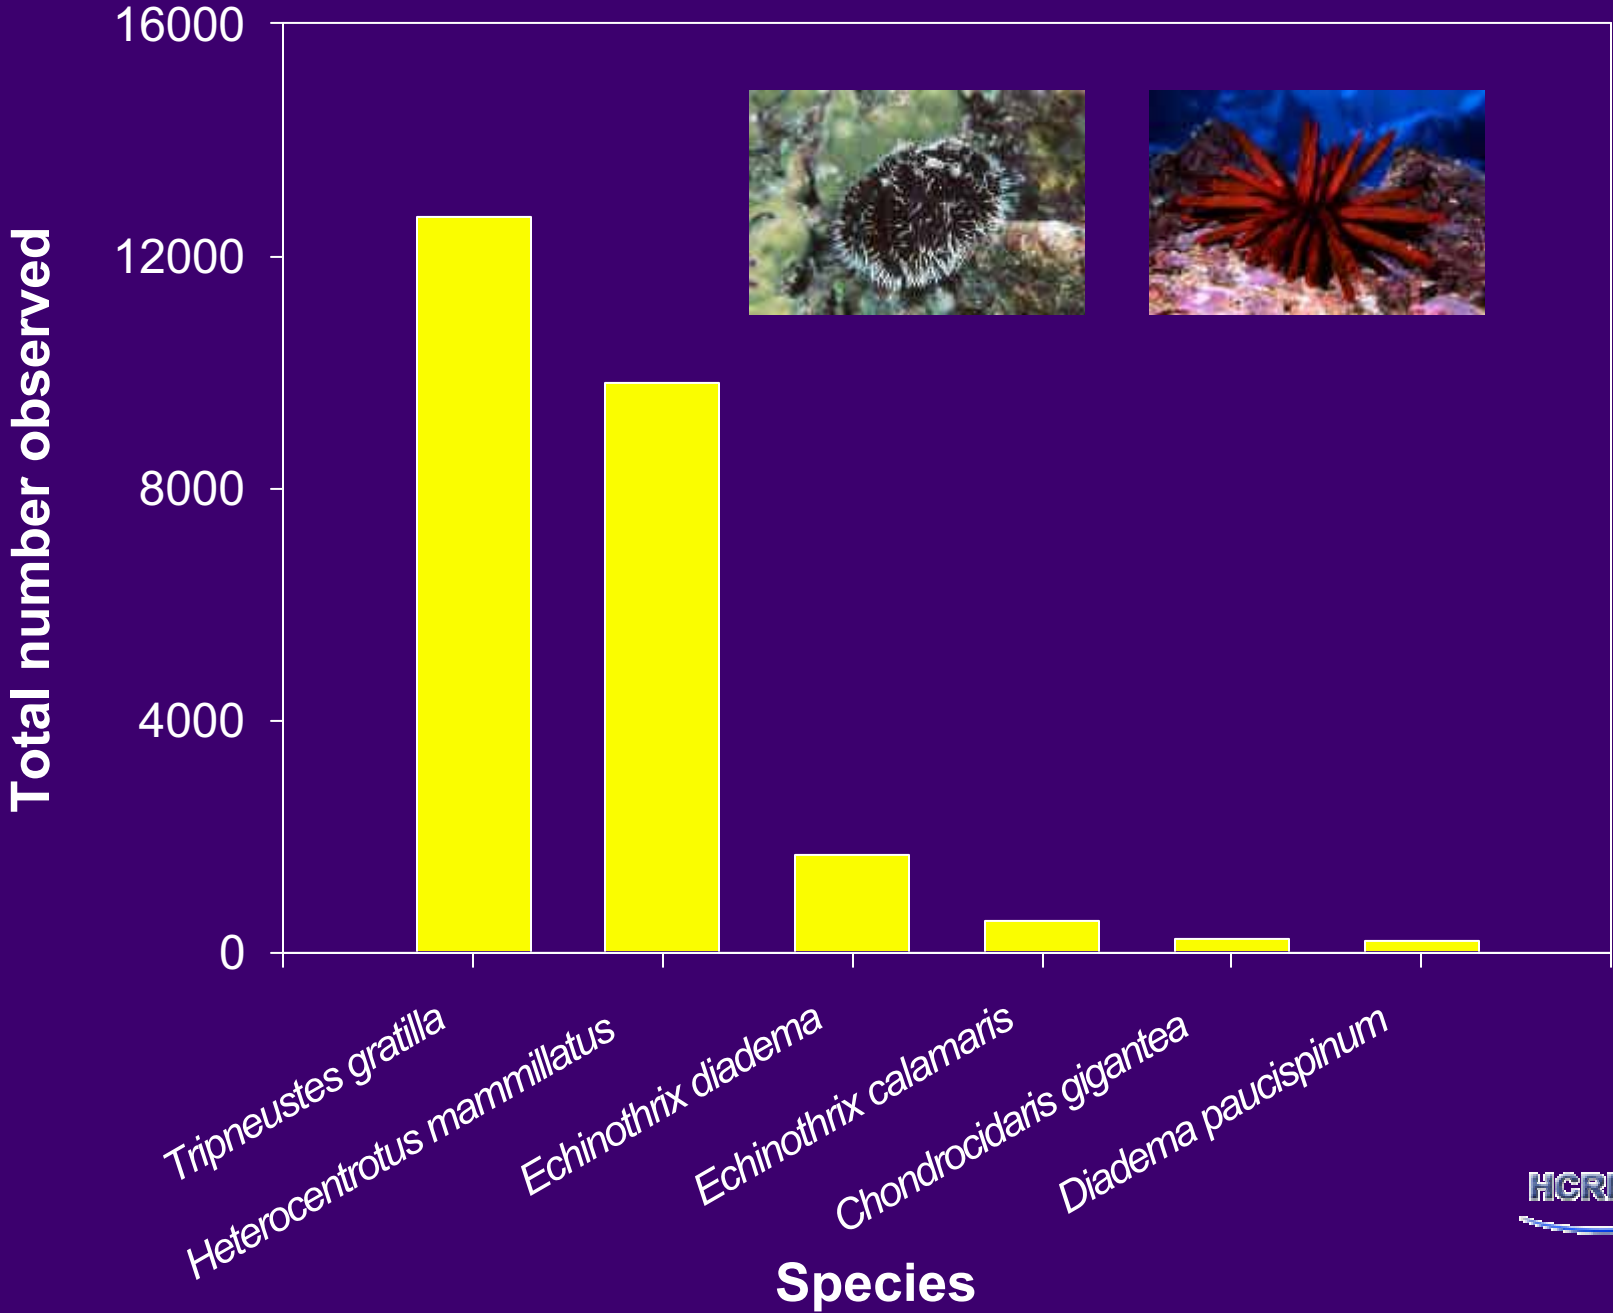 16000
12000
8000
4000
0
Total number observed
Tripneustes gratilla
Heterocentrotus mammillatus
Echinothrix diadema
Echinothrix calamaris
Chondrocidaris gigantea
Diadema paucispinum
Species